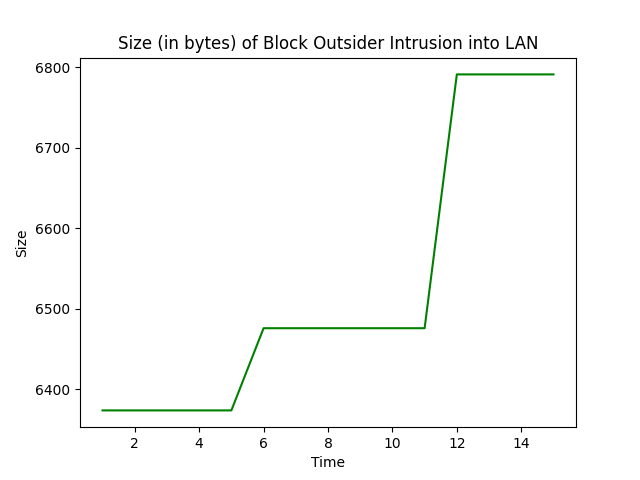 Size (in bytes) of Block Outsider Intrusion into LAN
6800
6700
6600
6500
6400
Size
2 4 6 8 10 12 14
Time